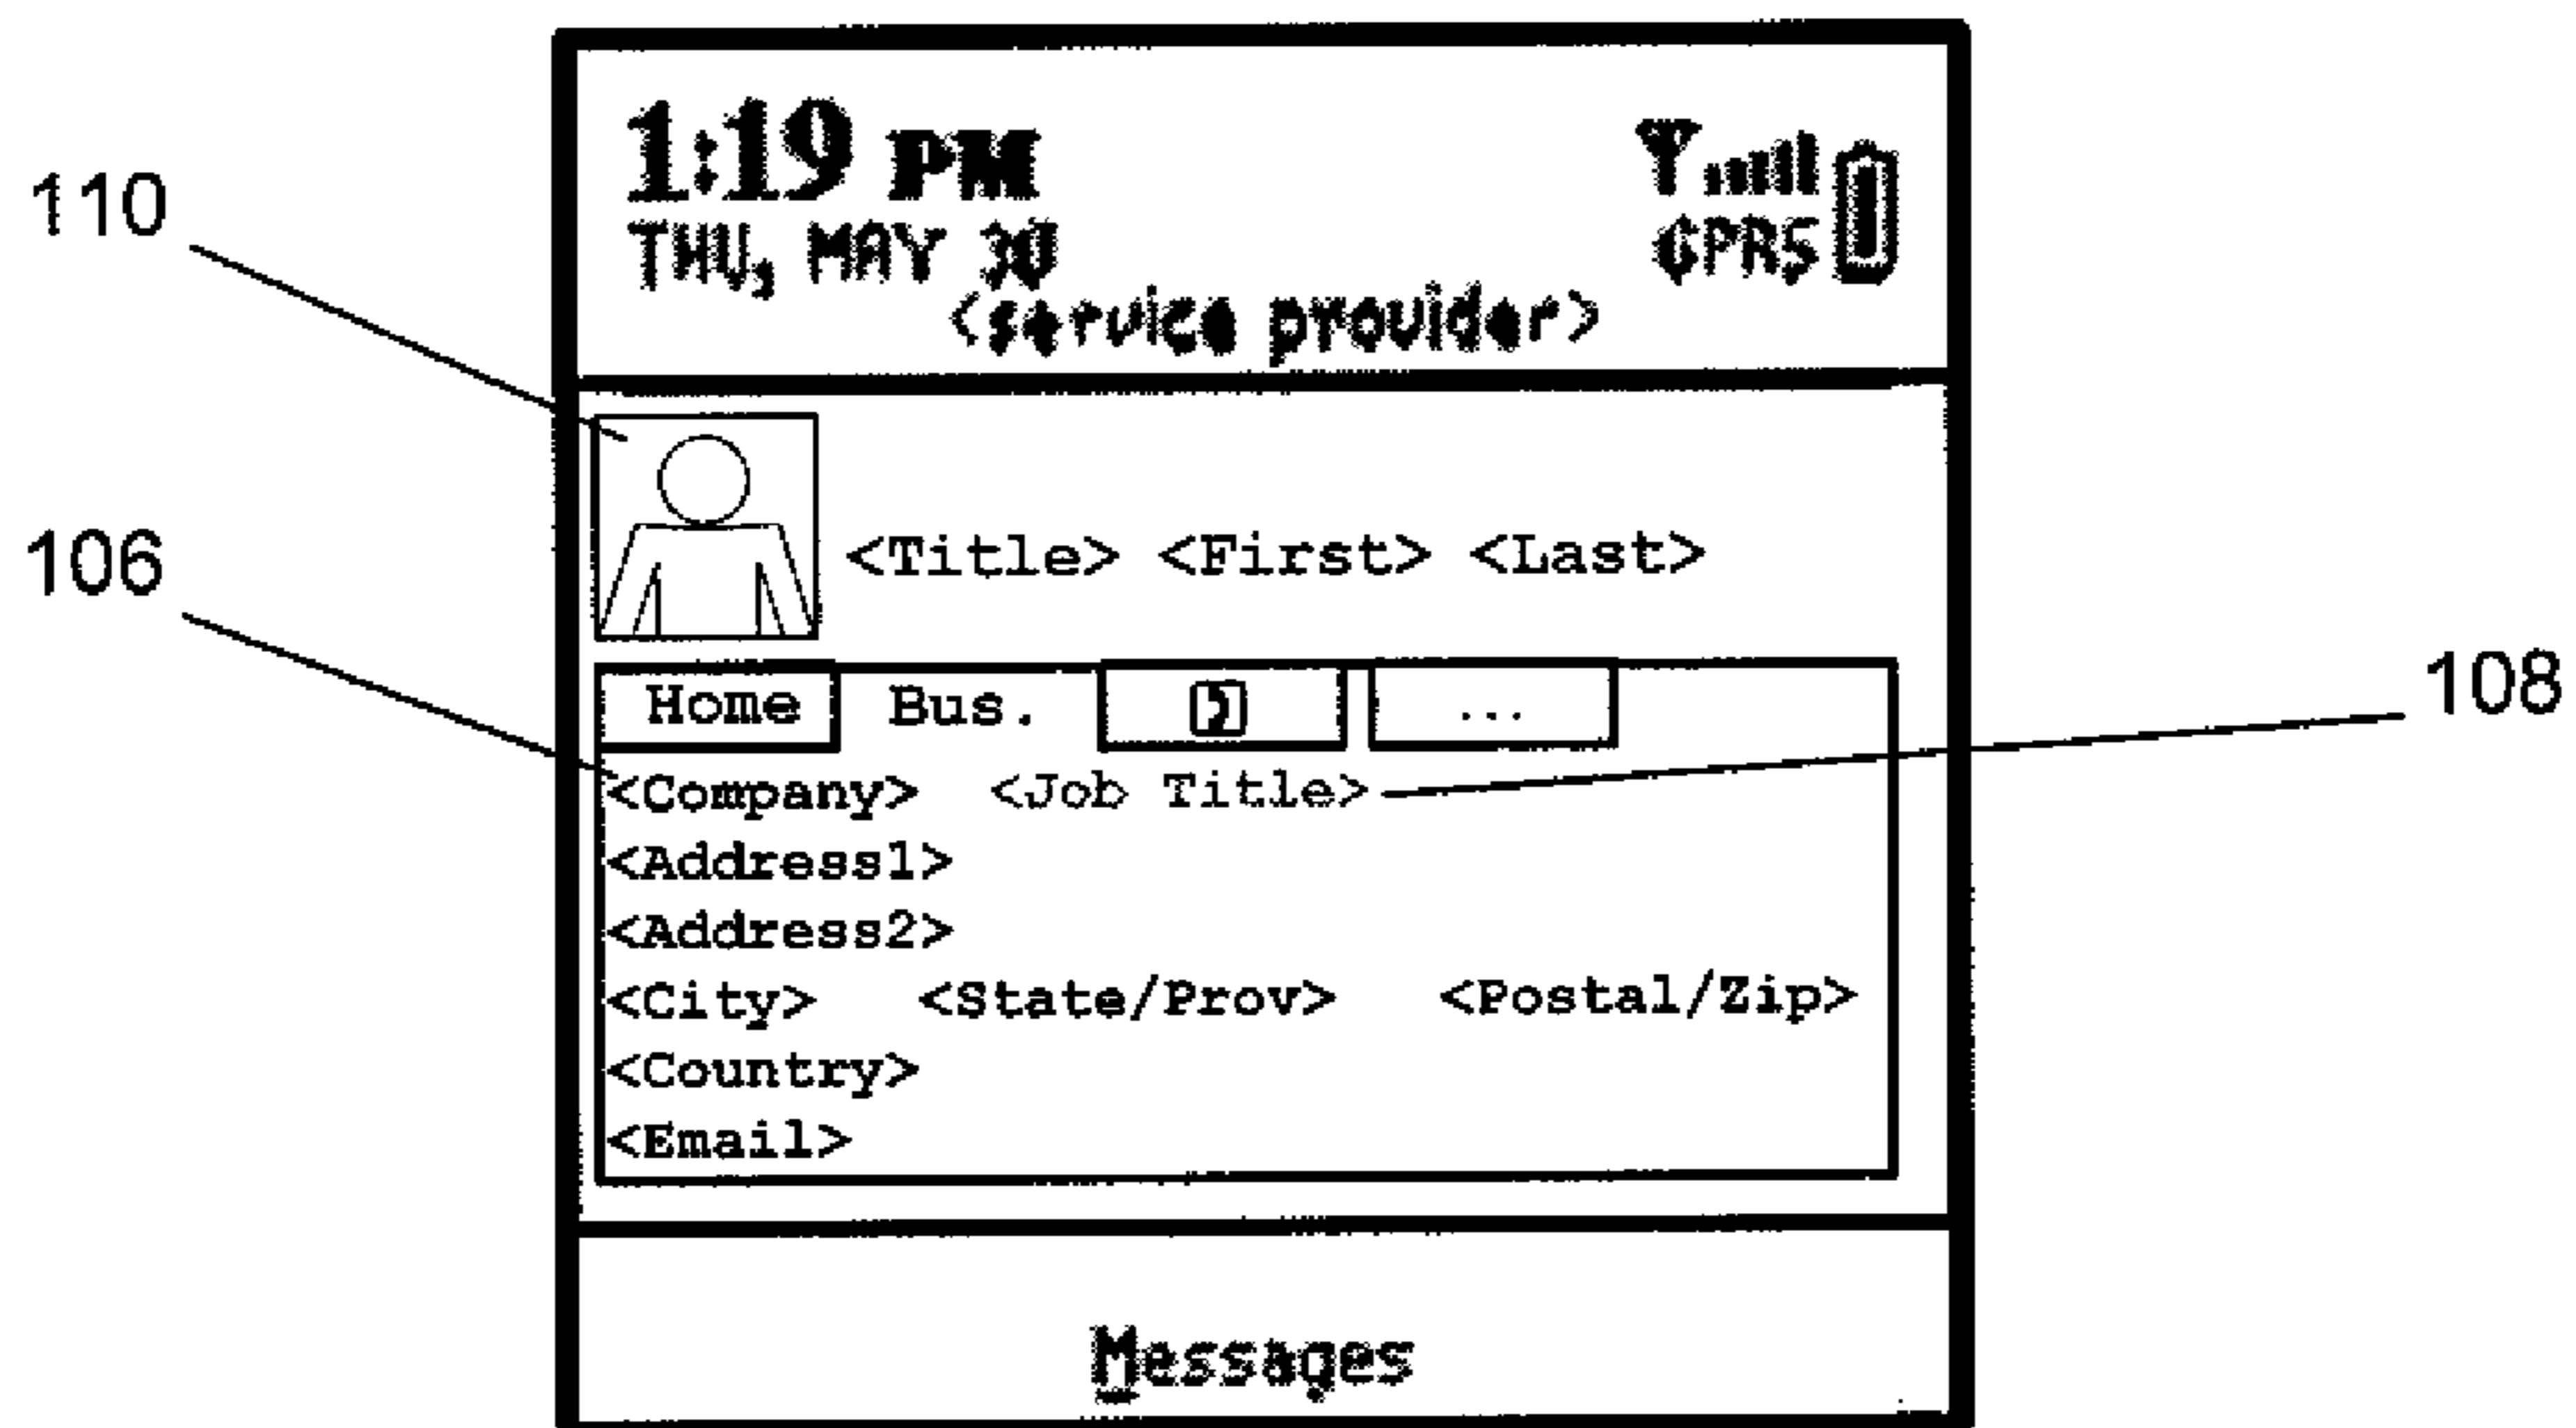 1:19 PM
THU, MAY 30
GPRS
<service provider>
110
<Title> <First> <Last>
106
Home Bus. ...
108
<Company> <Job Title>
<Address1>
<Address2>
<City> <State/Prov> <Postal/Zip>
<Country>
<Email>
Messages